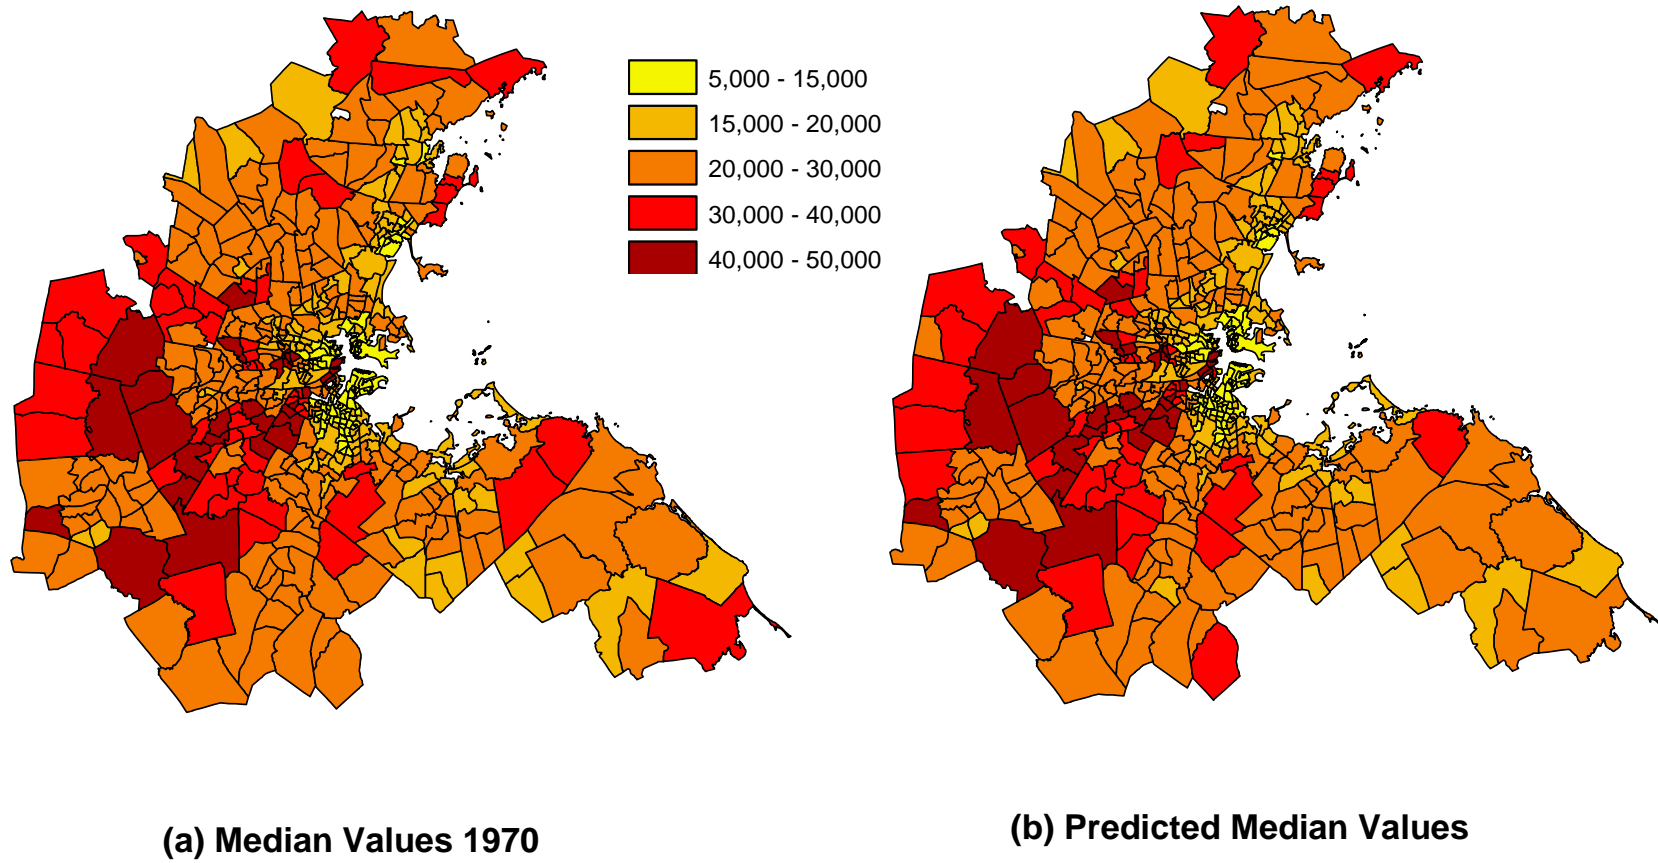 5,000 - 15,000
15,000 - 20,000
20,000 - 30,000
30,000 - 40,000
40,000 - 50,000
(a) Median Values 1970
(b) Predicted Median Values